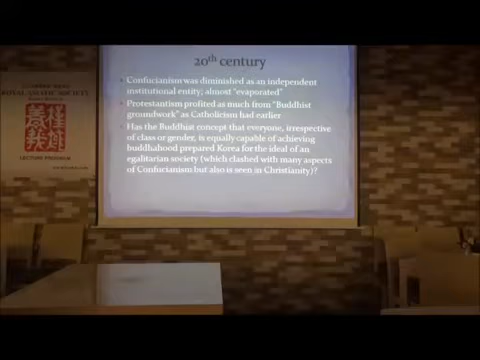 20th century
• Confucianism was diminished as an independent
institutional entity; almost "evaporated"
• Protestantism profited as much from "Buddhist
groundwork" as Catholicism had earlier
• Has the Buddhist concept that everyone, irrespective
of class or gender, is equally capable of achieving
buddhahood prepared Korea for the ideal of an
egalitarian society (which clashed with many aspects
of Confucianism but also is seen in Christianity)?
ROYAL ASIATIC SOCIETY
LECTURE PROGRAM